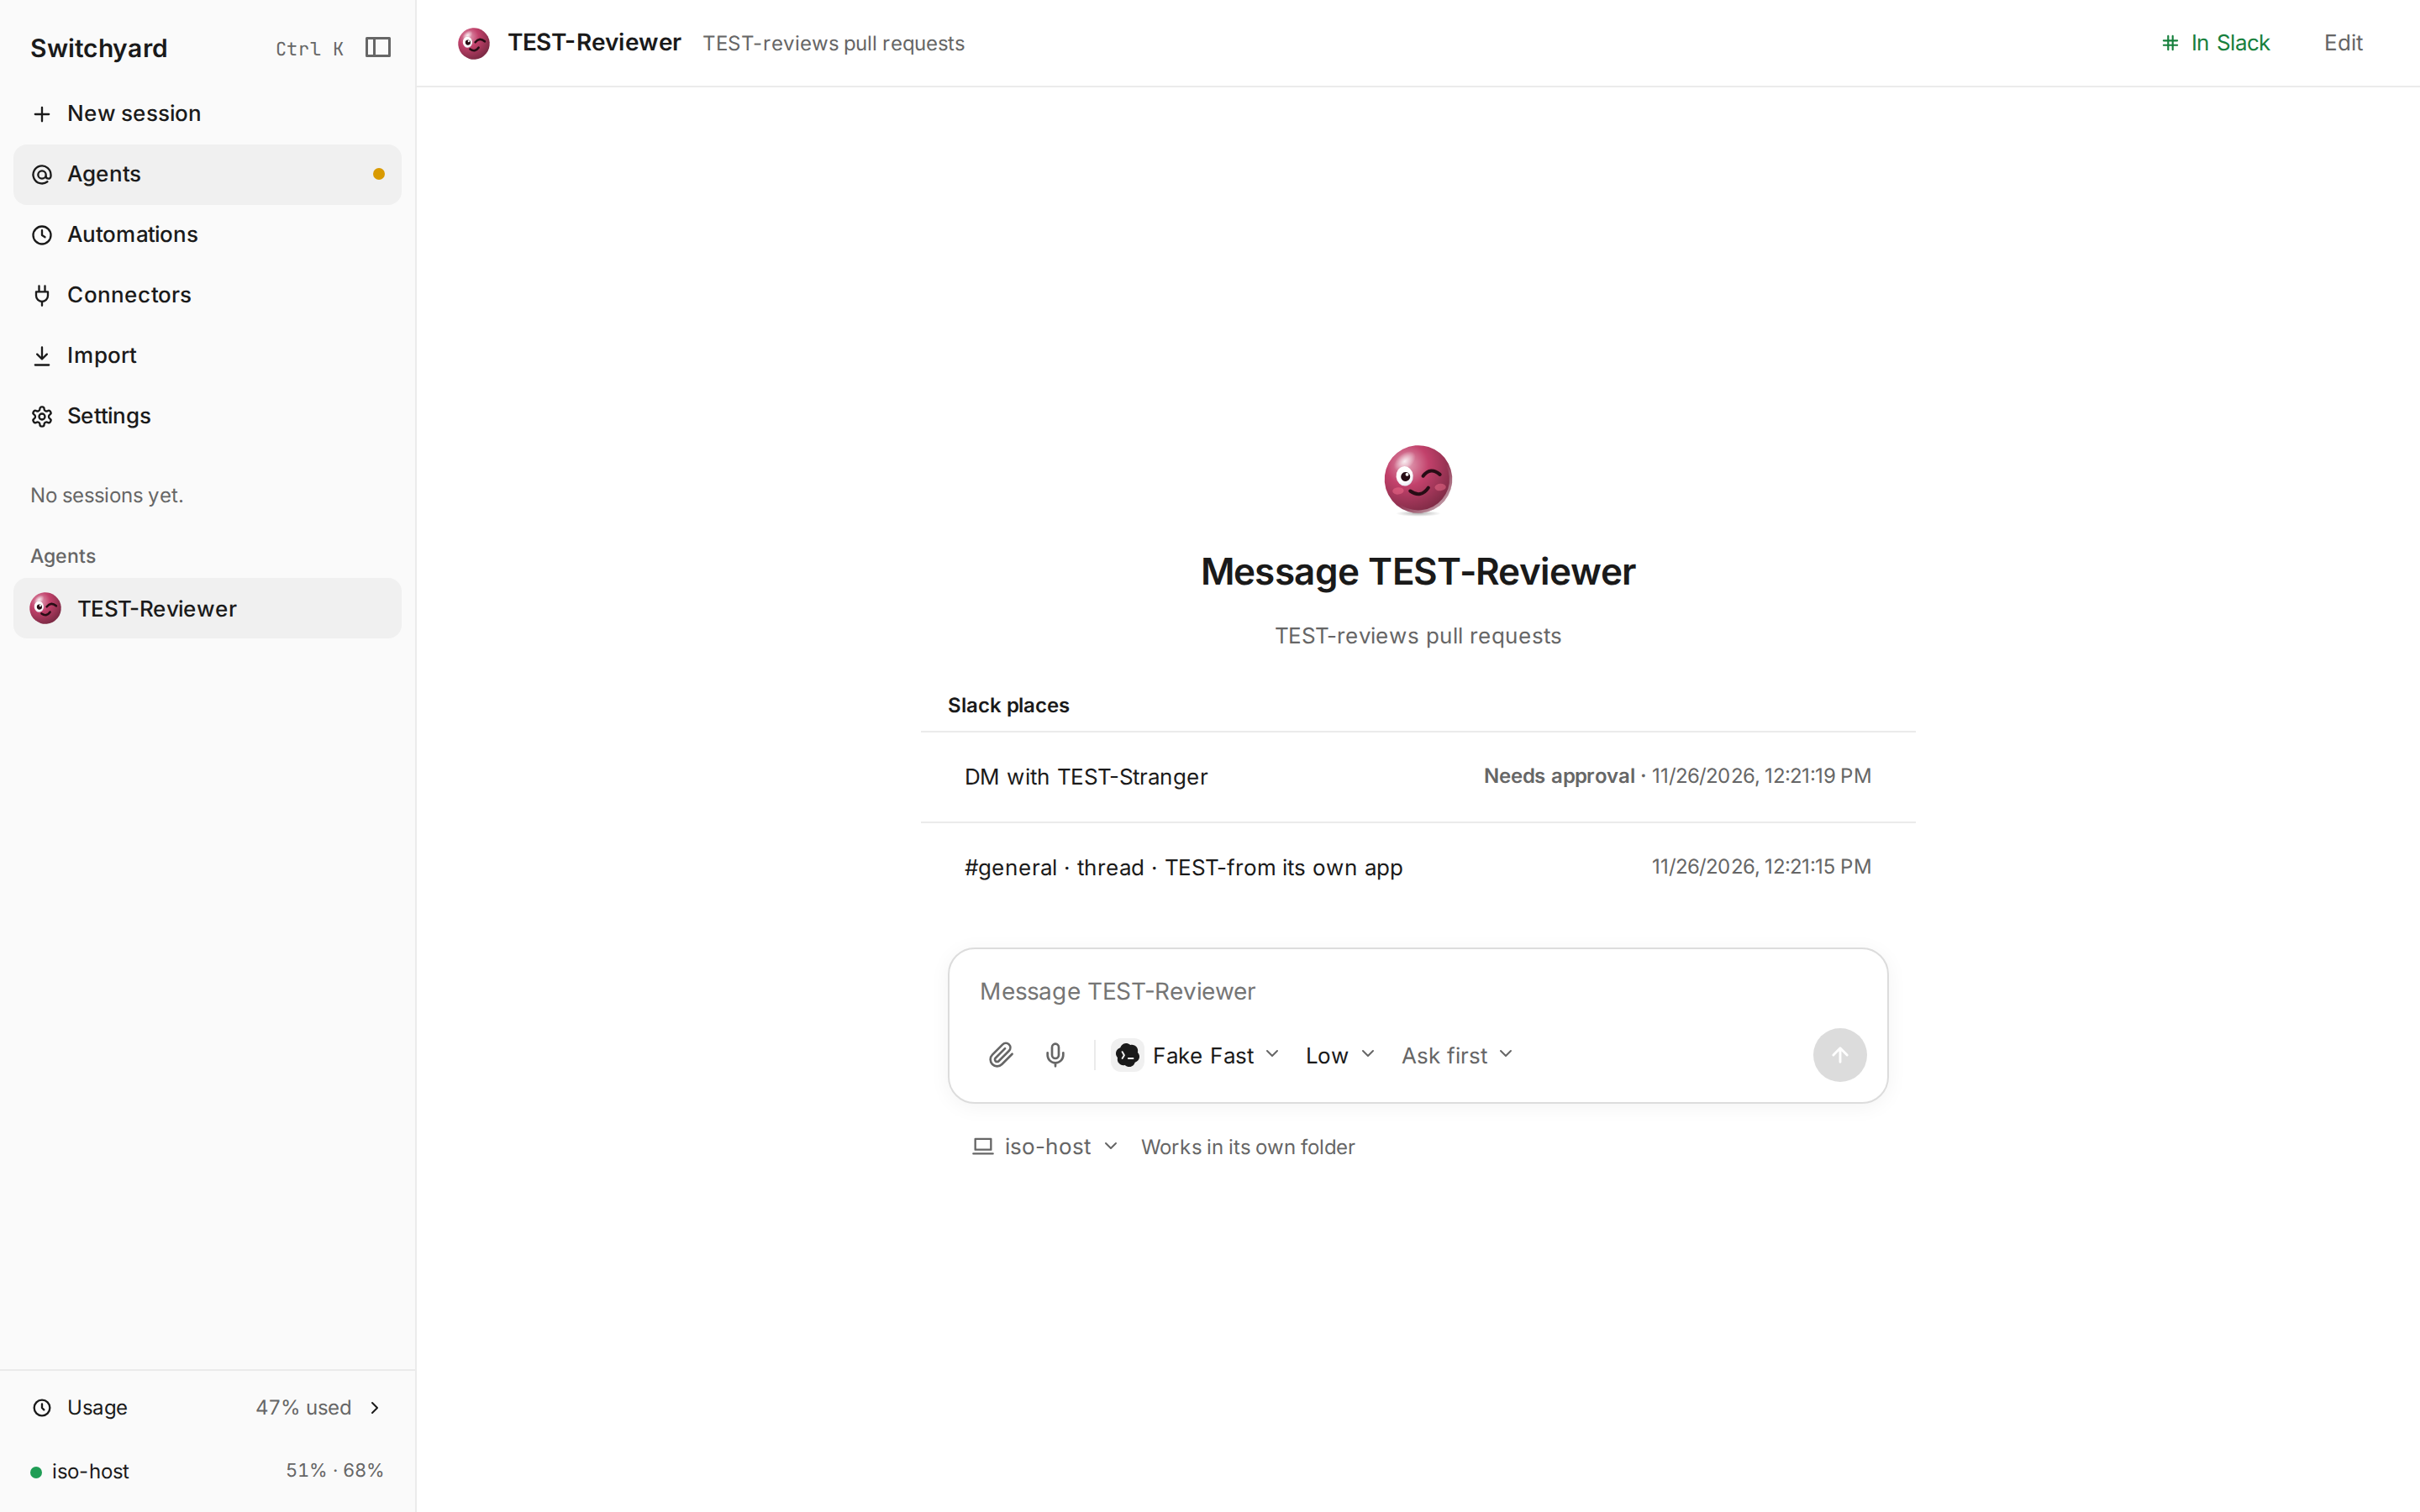 Switchyard
Ctrl K
New session
Agents
Automations
Connectors
Import
Settings
No sessions yet.
Agents
TEST-Reviewer
Usage
47% used
iso-host
51% · 68%
TEST-Reviewer
TEST-reviews pull requests
In Slack
Edit
Message TEST-Reviewer
TEST-reviews pull requests
Slack places
DM with TEST-Stranger
Needs approval · 11/26/2026, 12:21:19 PM
#general · thread · TEST-from its own app
11/26/2026, 12:21:15 PM
Message TEST-Reviewer
Fake Fast
Low
Ask first
iso-host
Works in its own folder